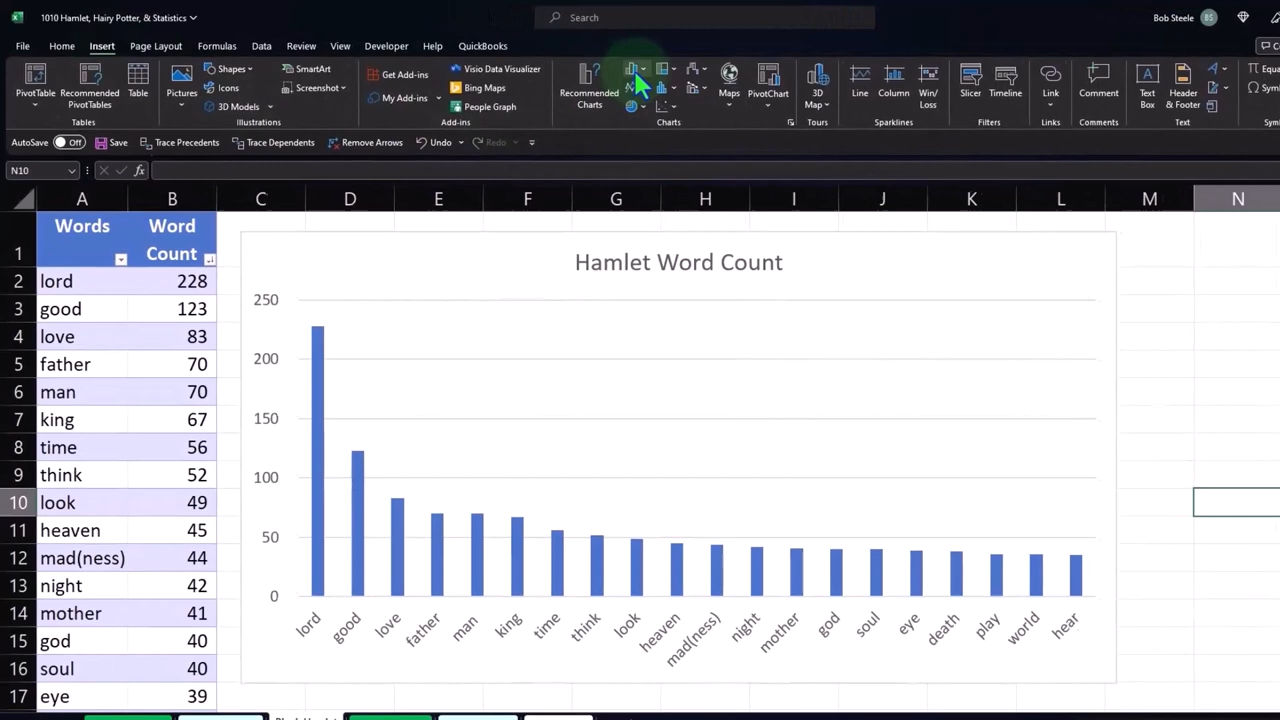 1010 Hamlet, Hairy Potter, & Statistics
Search
Bob Steele BS
File Home Insert Page Layout Formulas Data Review View Developer Help QuickBooks
PivotTable
Recommended PivotTables
Table
Tables
Pictures
Shapes
Icons
3D Models
SmartArt
Screenshot
Illustrations
Get Add-ins
My Add-ins
Visio Data Visualizer
Bing Maps
People Graph
Add-ins
Recommended Charts
Maps
PivotChart
Charts
3D Map
Tours
Line
Column
Win/Loss
Sparklines
Slicer
Timeline
Filters
Link
Links
Comment
Comments
Text Box
Header & Footer
Text
AutoSave Off Save Trace Precedents Trace Dependents Remove Arrows Undo Redo
N10 fx
A B C D E F G H I J K L M N
1 Words Word Count
2 lord 228
3 good 123
4 love 83
5 father 70
6 man 70
7 king 67
8 time 56
9 think 52
10 look 49
11 heaven 45
12 mad(ness) 44
13 night 42
14 mother 41
15 god 40
16 soul 40
17 eye 39
Hamlet Word Count
250
200
150
100
50
0
lord good love father man king time think look heaven mad(ness) night mother god soul eye death play world hear